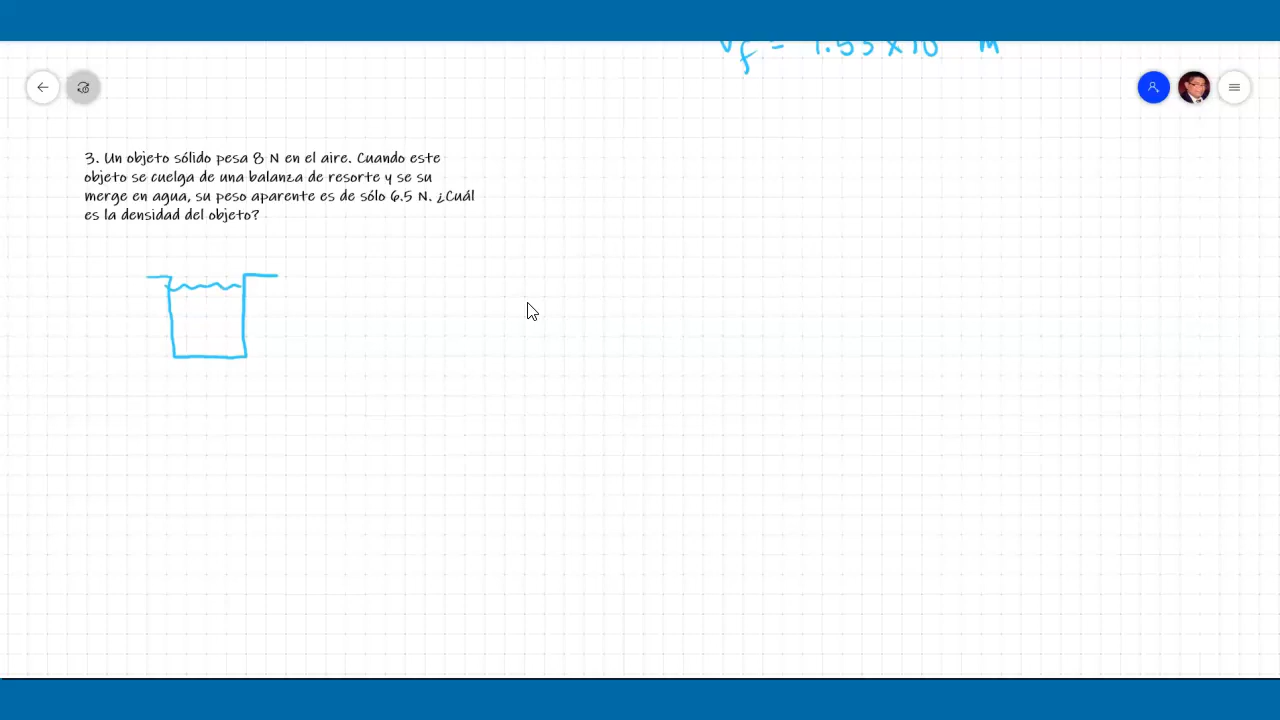 3. Un objeto sólido pesa 8 N en el aire. Cuando este
objeto se cuelga de una balanza de resorte y se su
merge en agua, su peso aparente es de sólo 6.5 N. ¿Cuál
es la densidad del objeto?